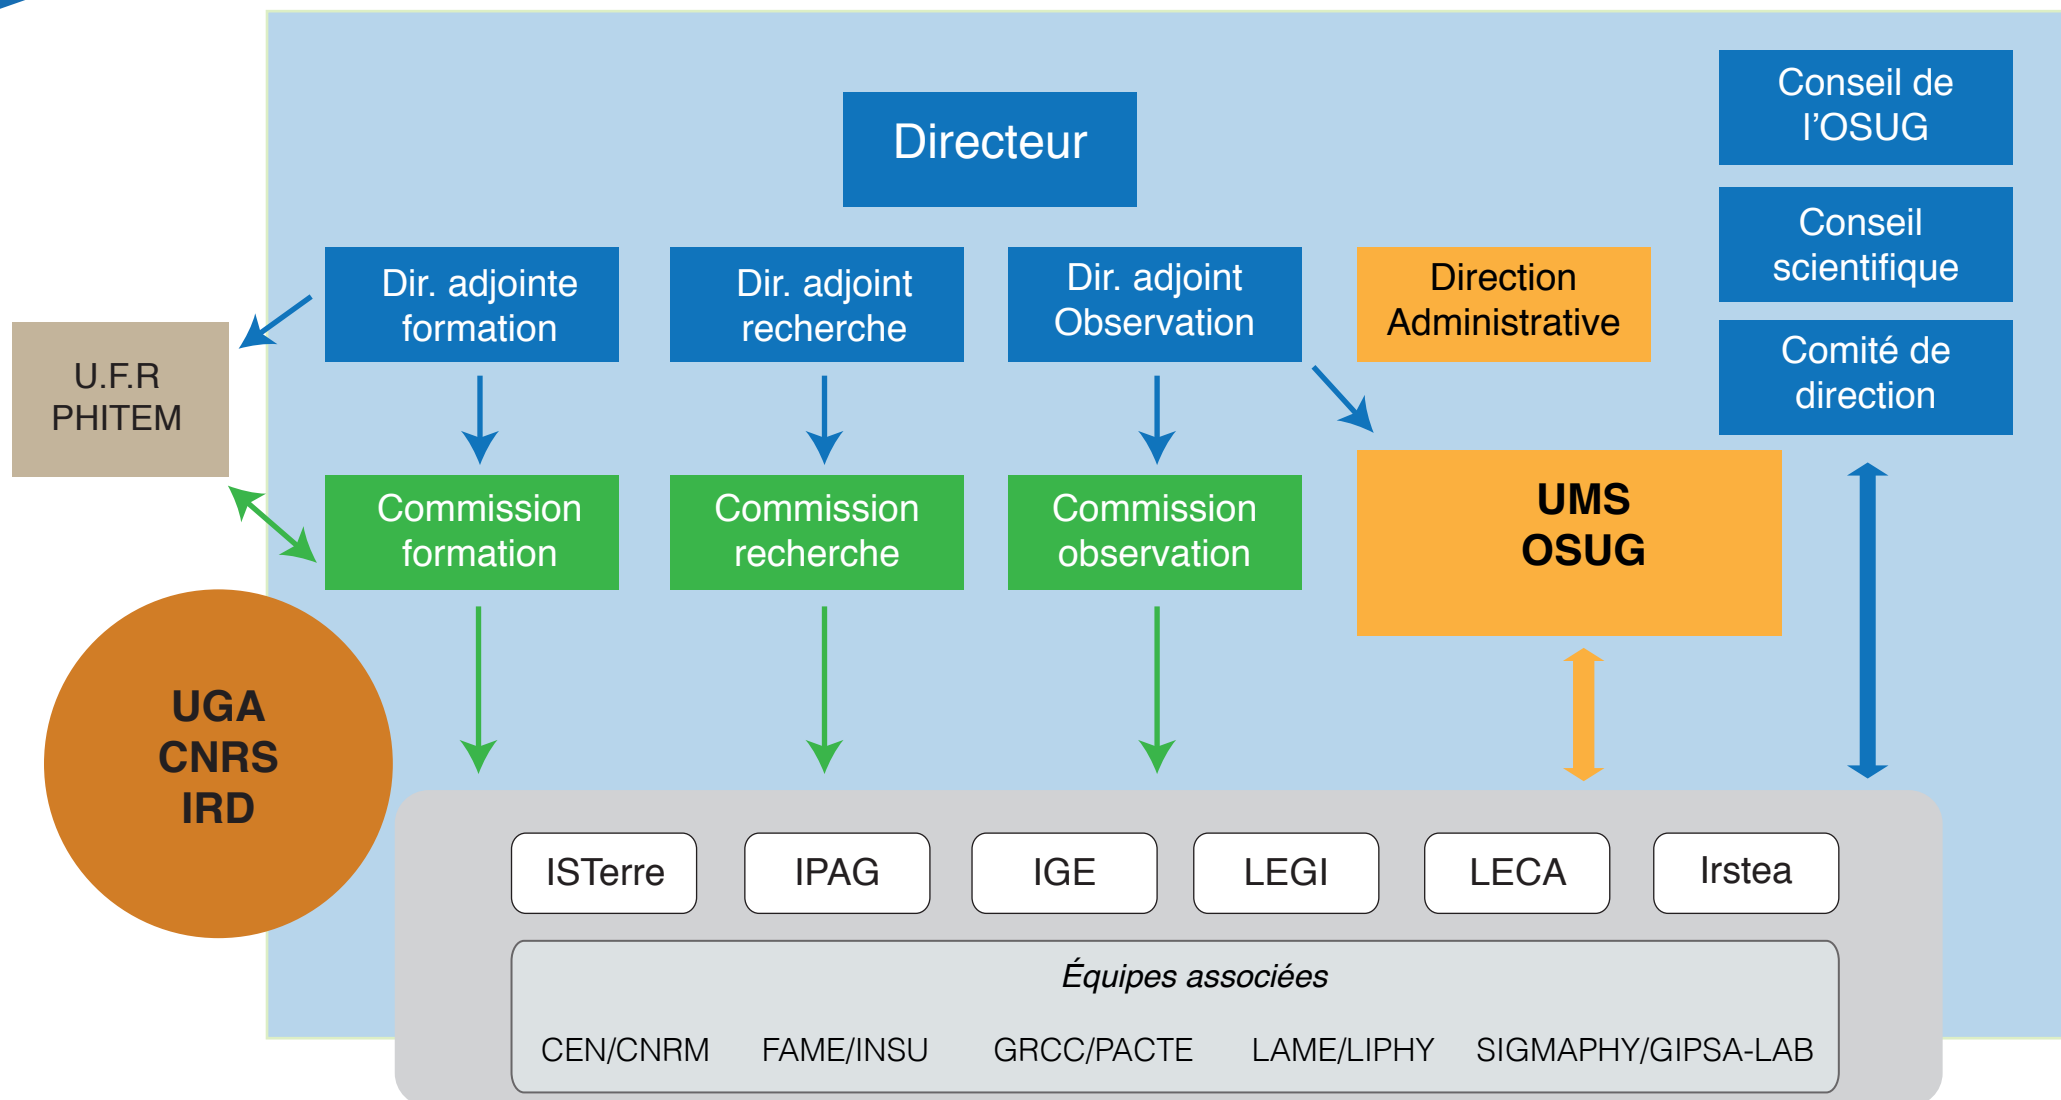 Directeur
Conseil de
l'OSUG
Conseil
scientifique
Comité de
direction
Dir. adjointe
formation
Dir. adjoint
recherche
Dir. adjoint
Observation
Direction
Administrative
U.F.R
PHITEM
Commission
formation
Commission
recherche
Commission
observation
UMS
OSUG
UGA
CNRS
IRD
ISTerre
IPAG
IGE
LEGI
LECA
Irstea
Équipes associées
CEN/CNRM
FAME/INSU
GRCC/PACTE
LAME/LIPHY
SIGMAPHY/GIPSA-LAB